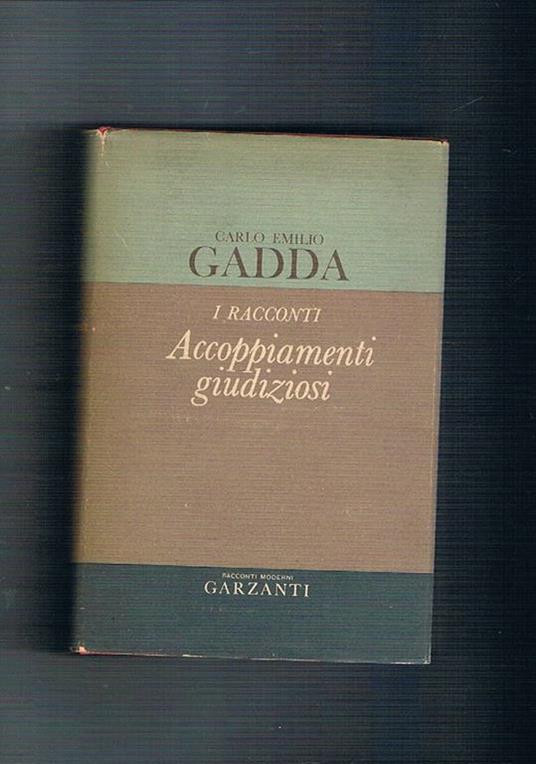 CARLO EMILIO
GADDA
I RACCONTI
Accoppiamenti
giudiziosi
RACCONTI MODERNI
GARZANTI